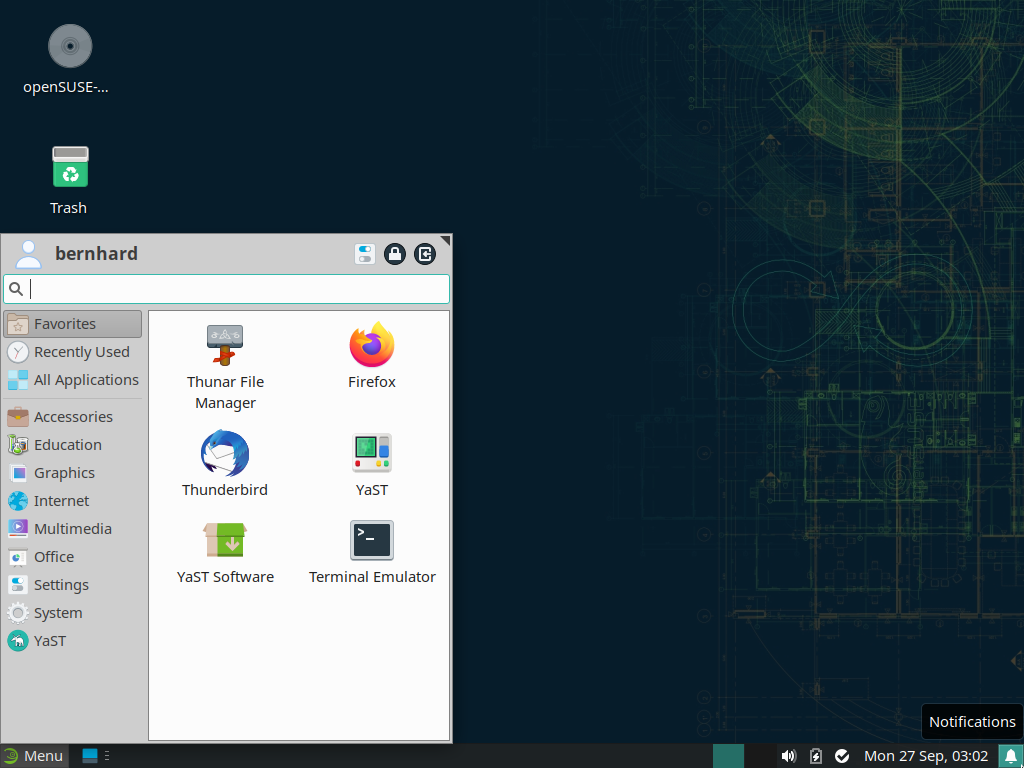 openSUSE-...
Trash
bernhard
Favorites
Recently Used
All Applications
Accessories
Education
Graphics
Internet
Multimedia
Office
Settings
System
YaST
Thunar File
Manager
Firefox
Thunderbird
YaST
YaST Software
Terminal Emulator
Notifications
Menu
Mon 27 Sep, 03:02